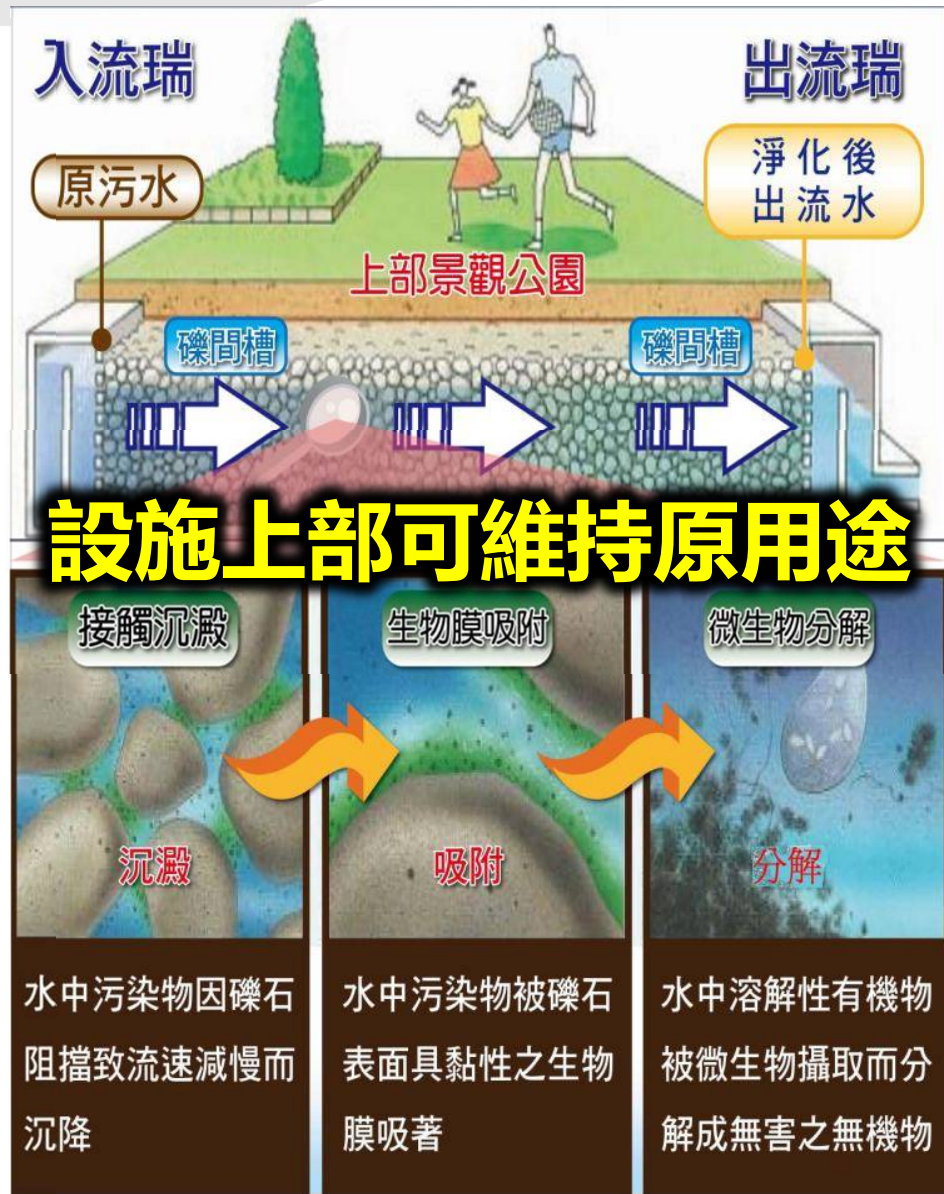 入流瑞
出流瑞
原污水
淨化後
出流水
上部景觀公園
礫間槽
礫間槽
設施上部可維持原用途
接觸沉澱
生物膜吸附
微生物分解
沉澱
吸附
分解
水中污染物因礫石
阻擋致流速減慢而
沉降
水中污染物被礫石
表面具黏性之生物
膜吸著
水中溶解性有機物
被微生物攝取而分
解成無害之無機物